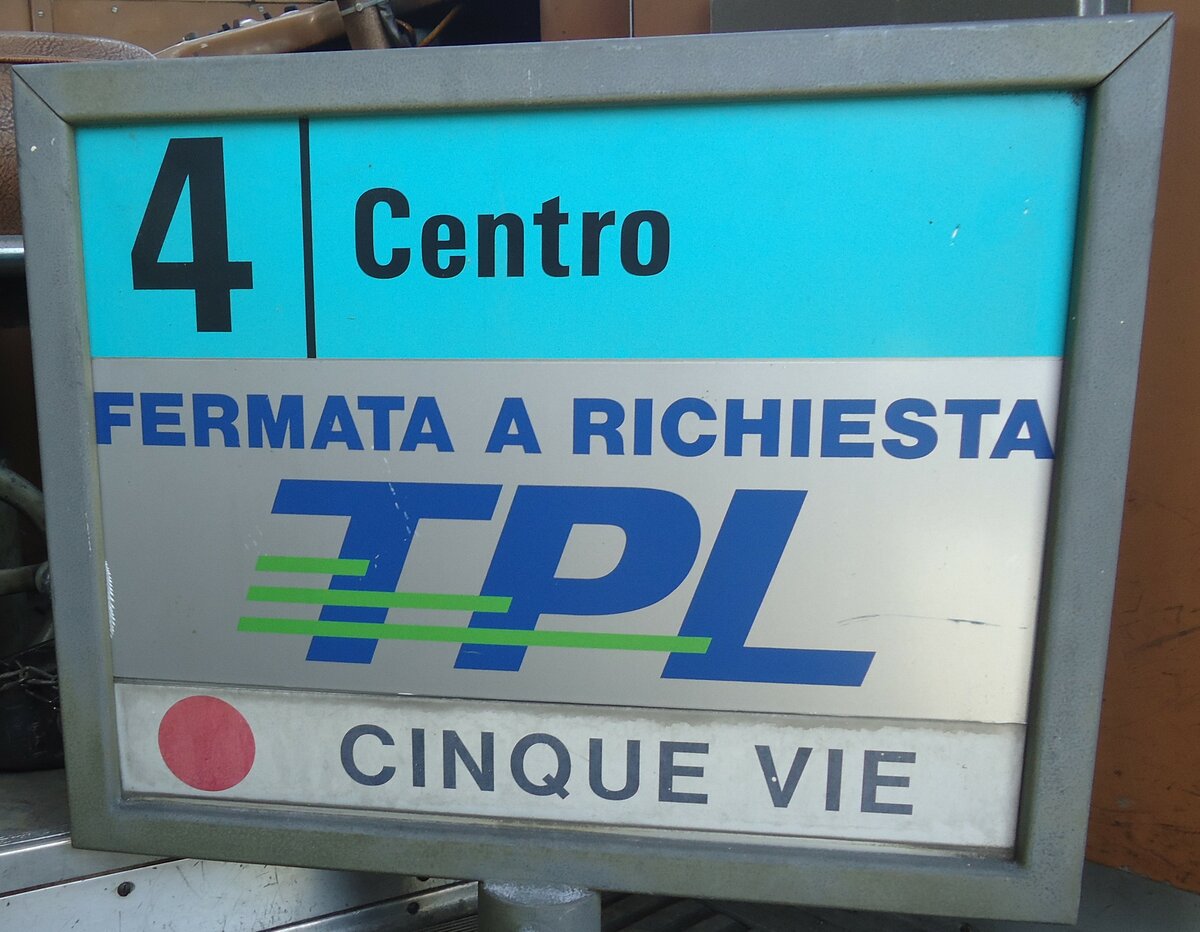 4 Centro
FERMATA A RICHIESTA
TPL
CINQUE VIE